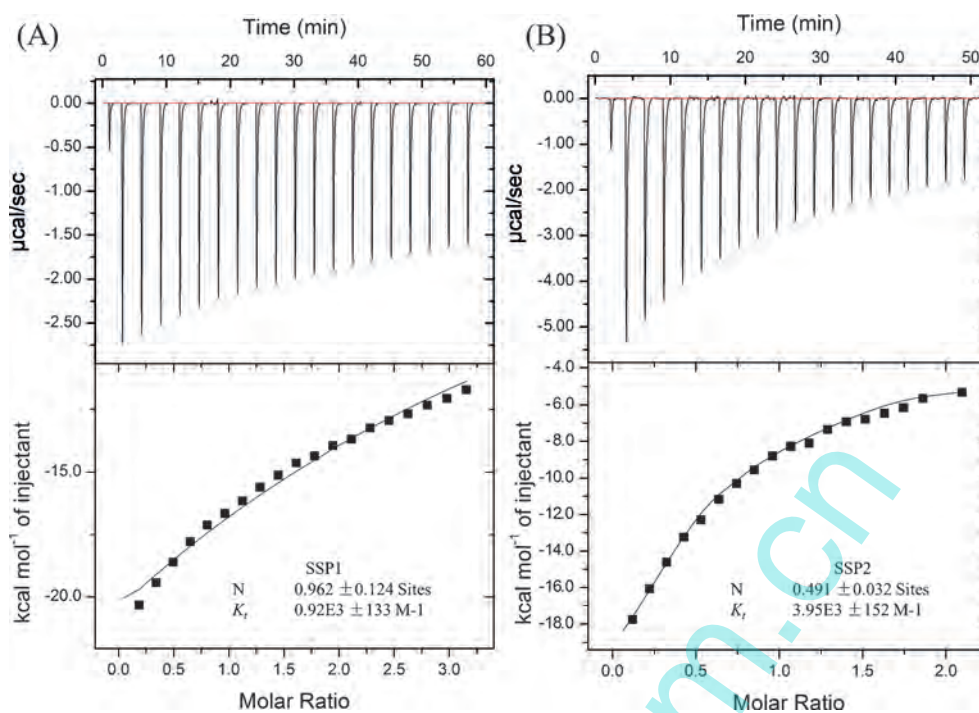 (A)
Time (min)
0 10 20 30 40 50 60
0.00
-0.50
-1.00
-1.50
-2.00
-2.50
µcal/sec
-15.0
-20.0
kcal mol⁻¹ of injectant
SSP1
N 0.962 ±0.124 Sites
Kr 0.92E3 ±133 M-1
0.0 0.5 1.0 1.5 2.0 2.5 3.0
Molar Ratio
(B)
Time (min)
0 10 20 30 40 50
0.00
-1.00
-2.00
-3.00
-4.00
-5.00
µcal/sec
-4.0
-6.0
-8.0
-10.0
-12.0
-14.0
-16.0
-18.0
kcal mol⁻¹ of injectant
SSP2
N 0.491 ±0.032 Sites
Kr 3.95E3 ±152 M-1
0.0 0.5 1.0 1.5 2.0
Molar Ratio
m.cn